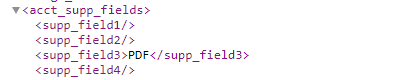 ▼<acct_supp_fields>
<supp_field1/>
<supp_field2/>
<supp_field3>PDF</supp_field3>
<supp_field4/>